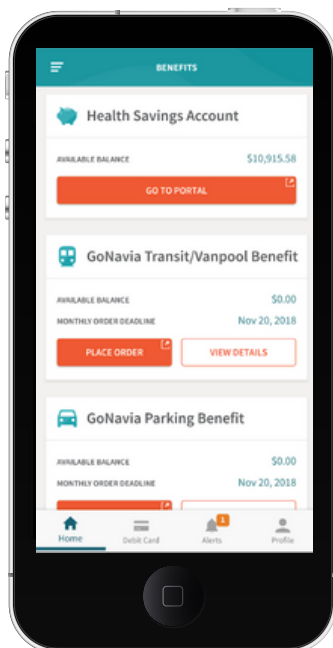 BENEFITS
Health Savings Account
AVAILABLE BALANCE $10,915.58
GO TO PORTAL
GoNavia Transit/Vanpool Benefit
AVAILABLE BALANCE $0.00
MONTHLY ORDER DEADLINE Nov 20, 2018
PLACE ORDER VIEW DETAILS
GoNavia Parking Benefit
AVAILABLE BALANCE $0.00
MONTHLY ORDER DEADLINE Nov 20, 2018
1
Home Debit Card Alerts Profile